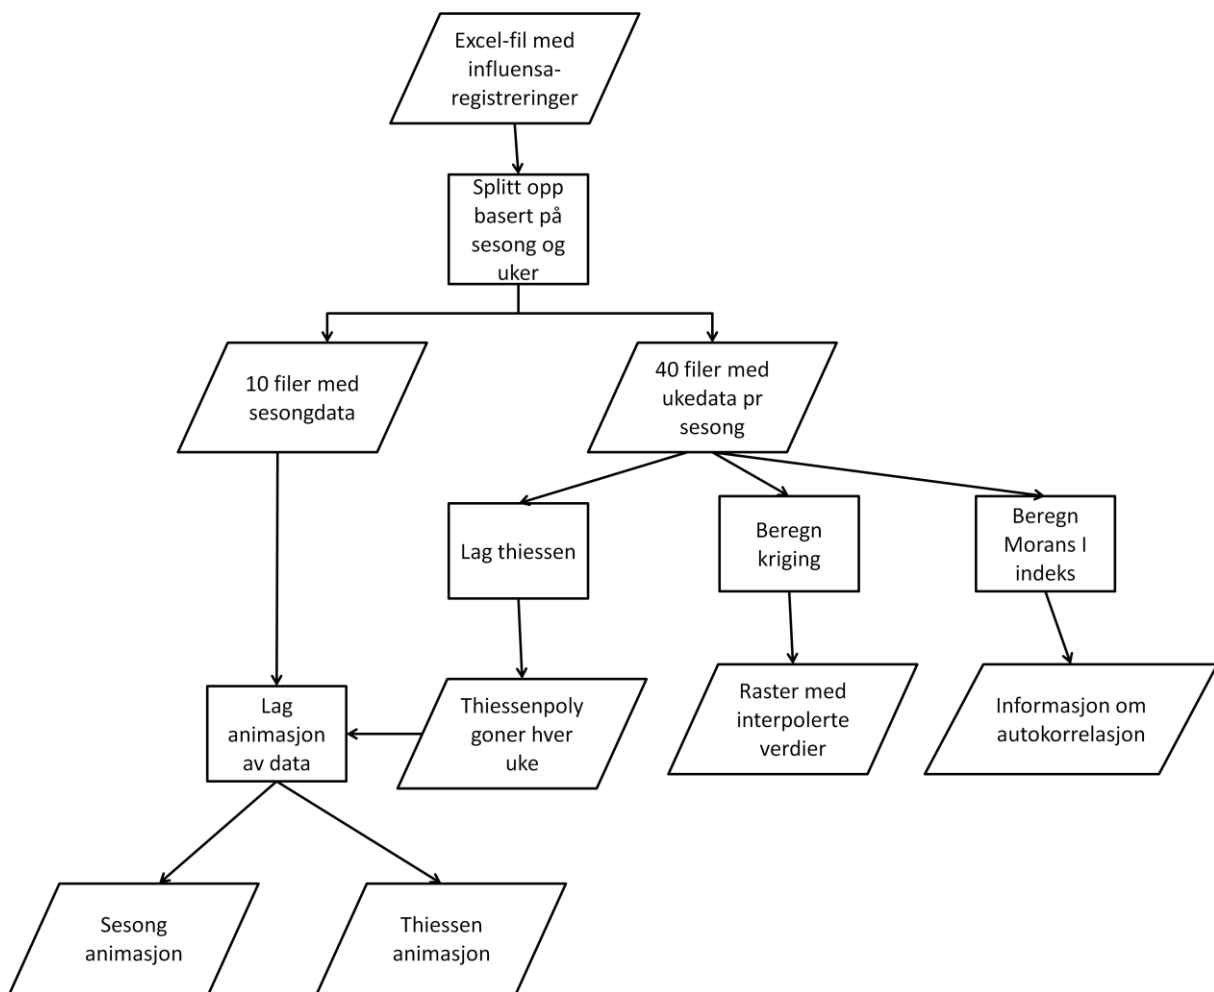 Excel-fil med
influensa-
registreringer
Splitt opp
basert på
sesong og
uker
10 filer med
sesongdata
40 filer med
ukedata pr
sesong
Lag thiessen
Beregn
kriging
Beregn
Morans I
indeks
Lag
animasjon
av data
Thiessenpoly
goner hver
uke
Raster med
interpolerte
verdier
Informasjon om
autokorrelasjon
Sesong
animasjon
Thiessen
animasjon